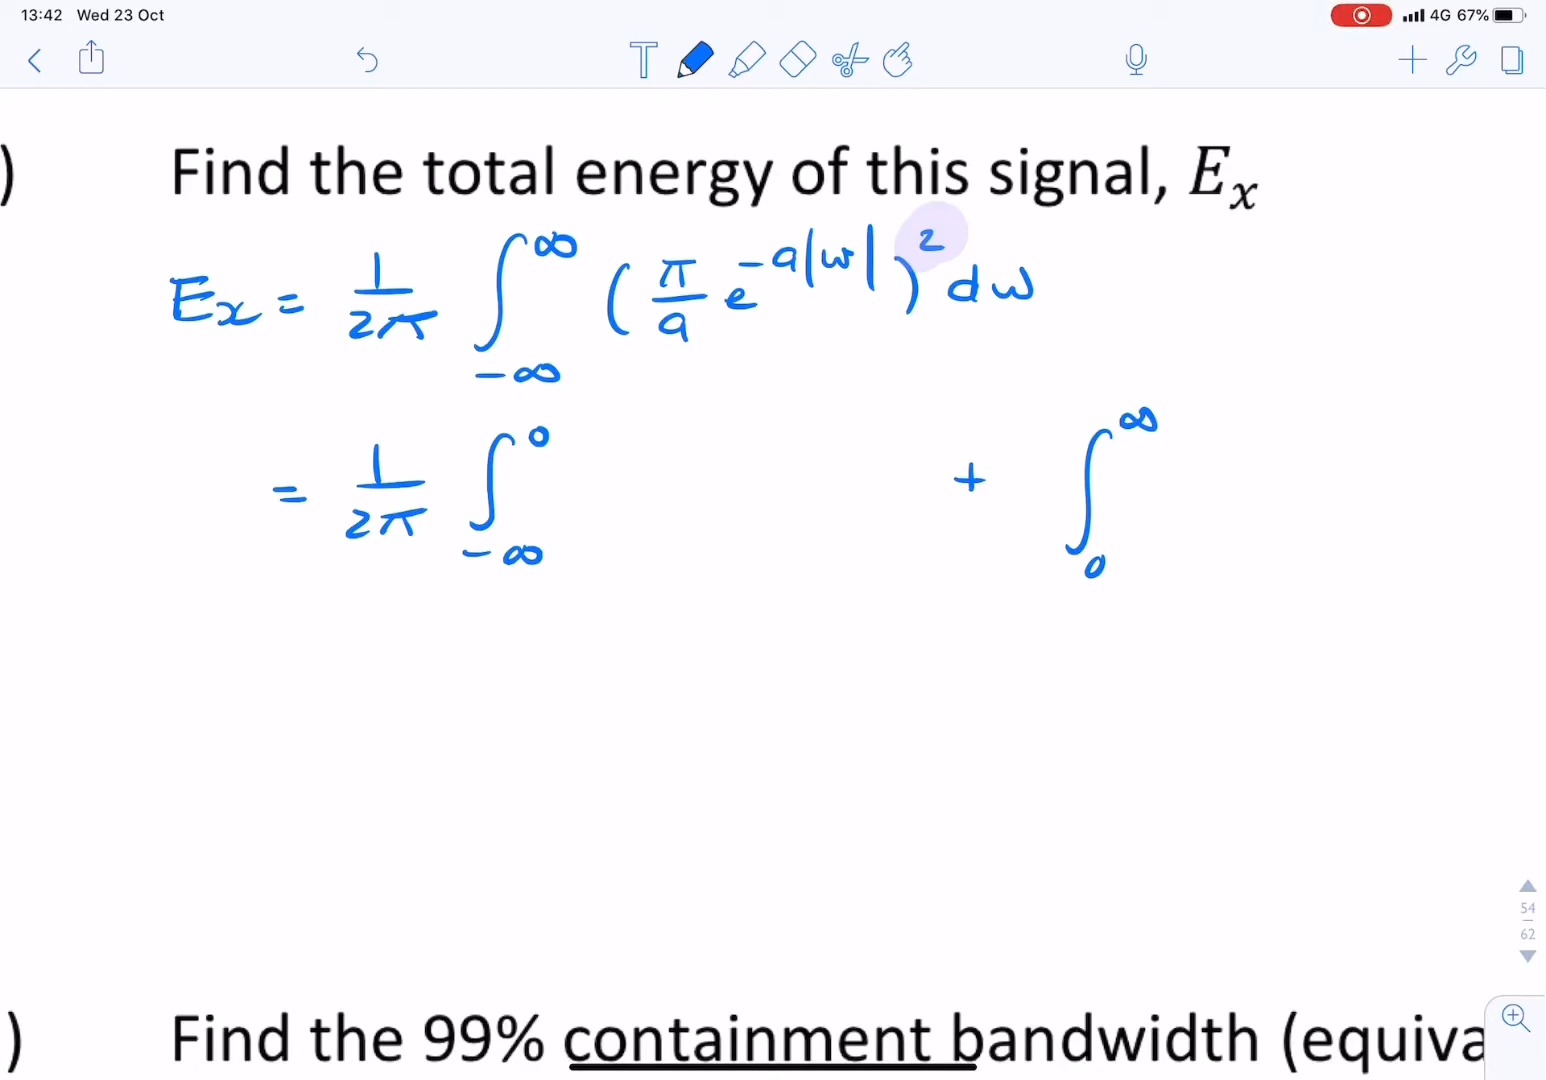 13:42 Wed 23 Oct 4G 67%
T
) Find the total energy of this signal, Eₓ
Ex = 1/2π ∫_{-∞}^{∞} (π/a e^{-a|w|})² dw
= 1/2π ∫_{-∞}^{0} + ∫_{0}^{∞}
54
62
) Find the 99% containment bandwidth (equiva